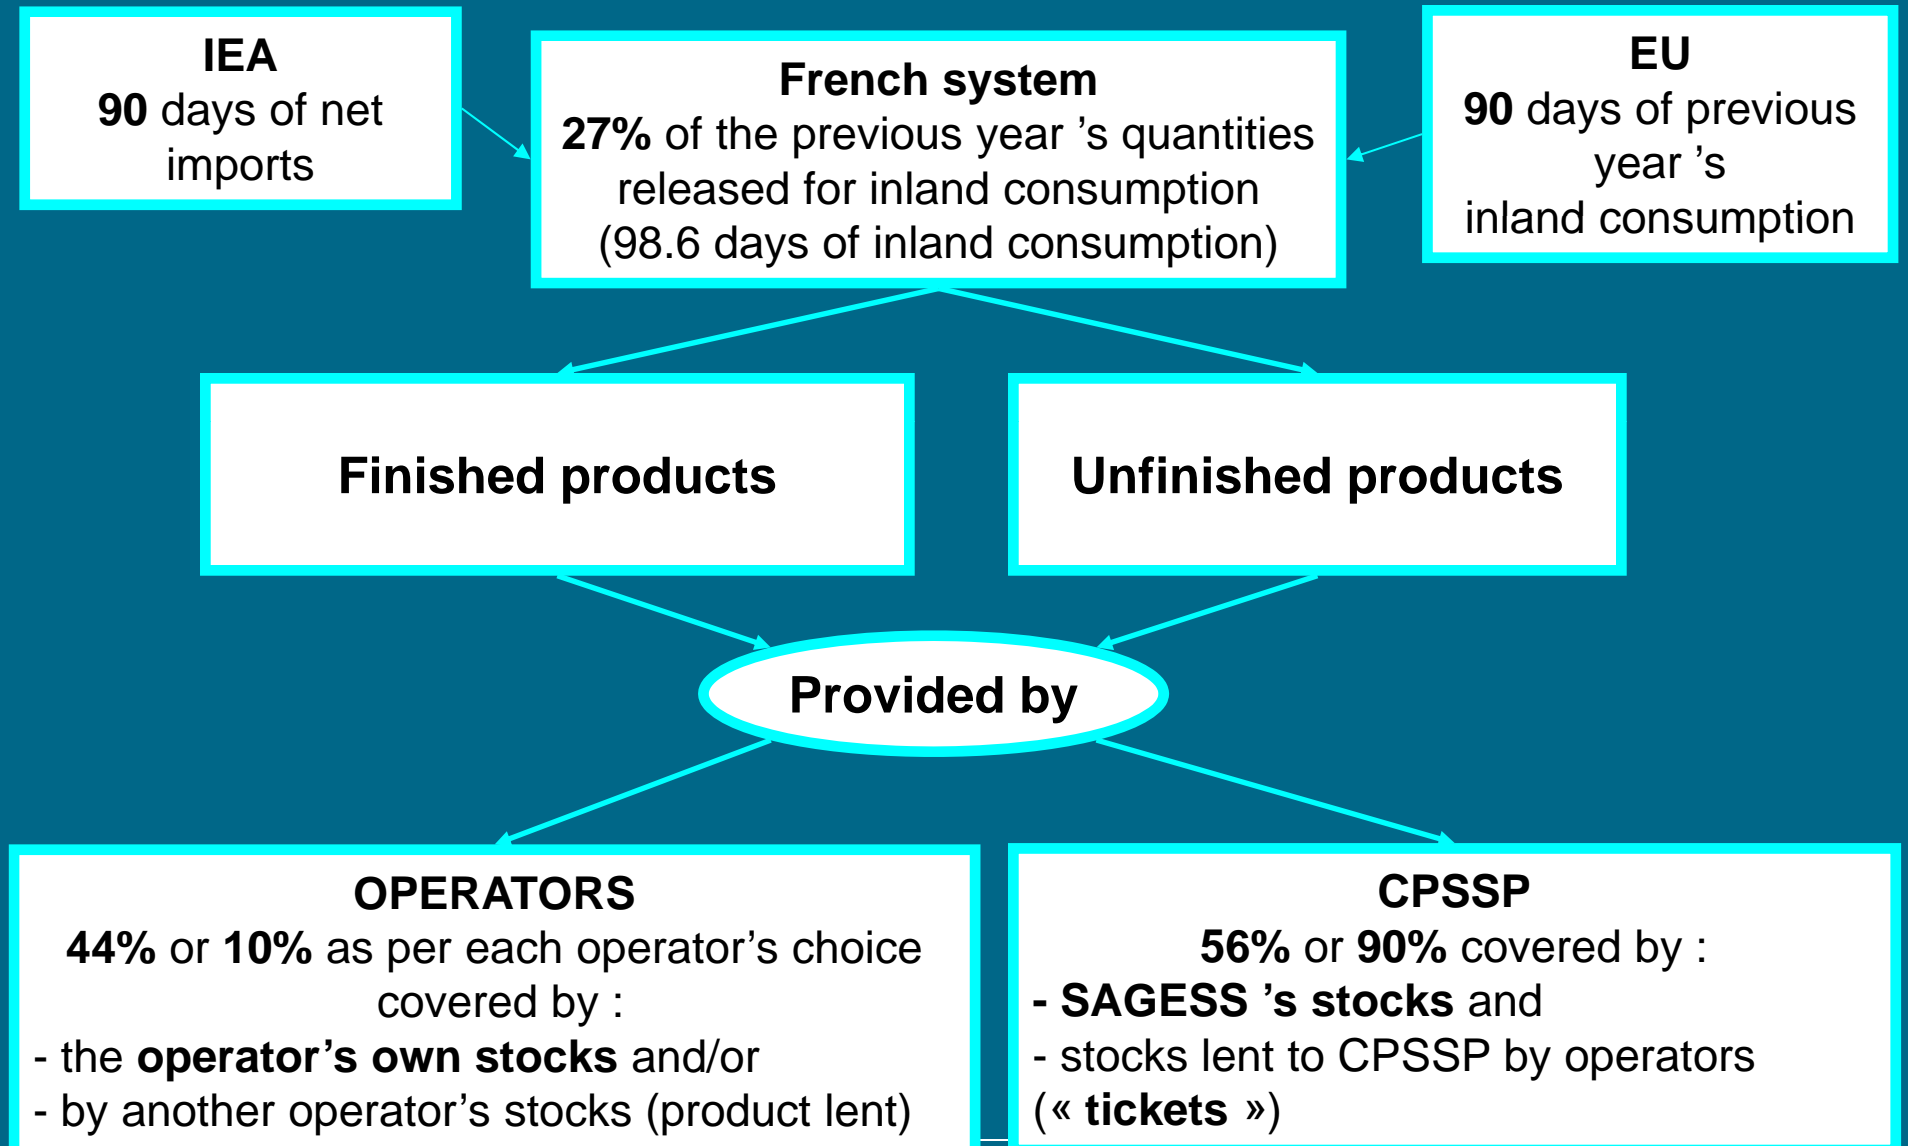 IEA
90 days of net
imports
French system
27% of the previous year ’s quantities
released for inland consumption
(98.6 days of inland consumption)
EU
90 days of previous
year ’s
inland consumption
Finished products
Unfinished products
Provided by
OPERATORS
44% or 10% as per each operator’s choice
covered by :
- the operator’s own stocks and/or
- by another operator’s stocks (product lent)
CPSSP
56% or 90% covered by :
- SAGESS ’s stocks and
- stocks lent to CPSSP by operators
(« tickets »)